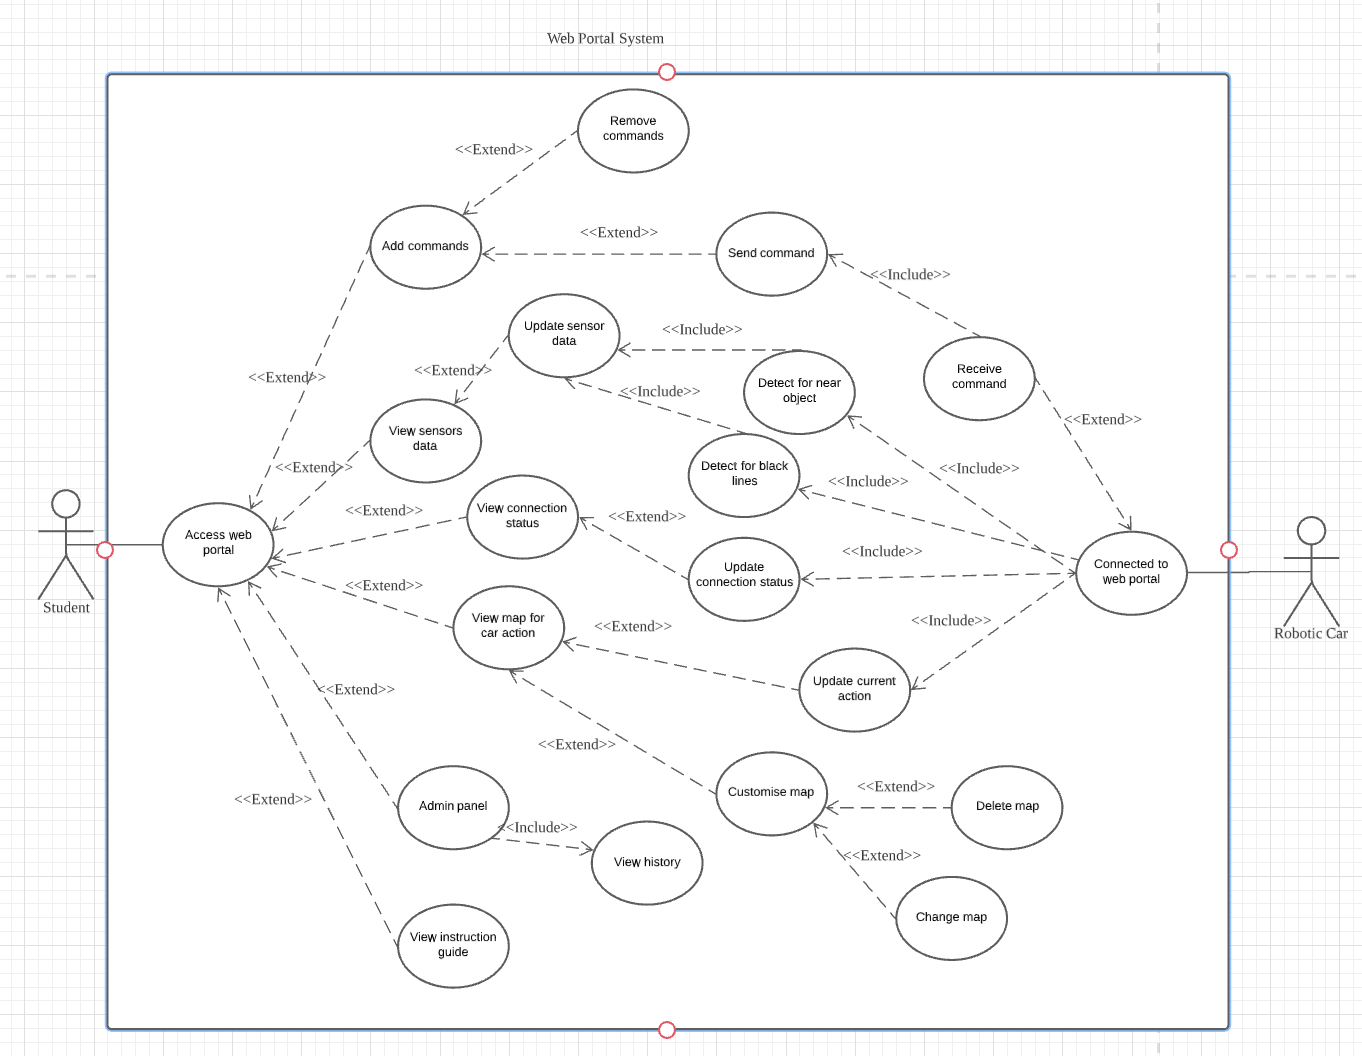 Web Portal System
Remove
commands
<<Extend>>
Add commands
<<Extend>>
Send command
<<Include>>
Update sensor
data
<<Include>>
<<Extend>>
<<Extend>>
<<Include>>
Detect for near
object
Receive
command
<<Extend>>
View sensors
data
<<Extend>>
Detect for black
lines
<<Include>>
<<Include>>
<<Extend>>
View connection
status
<<Extend>>
Access web
portal
<<Include>>
Update
connection status
Connected to
web portal
<<Extend>>
Student
View map for
car action
<<Extend>>
<<Include>>
Robotic Car
<<Extend>>
Update current
action
<<Extend>>
<<Extend>>
Admin panel
<<Include>>
View history
Customise map
<<Extend>>
Delete map
<<Extend>>
Change map
View instruction
guide